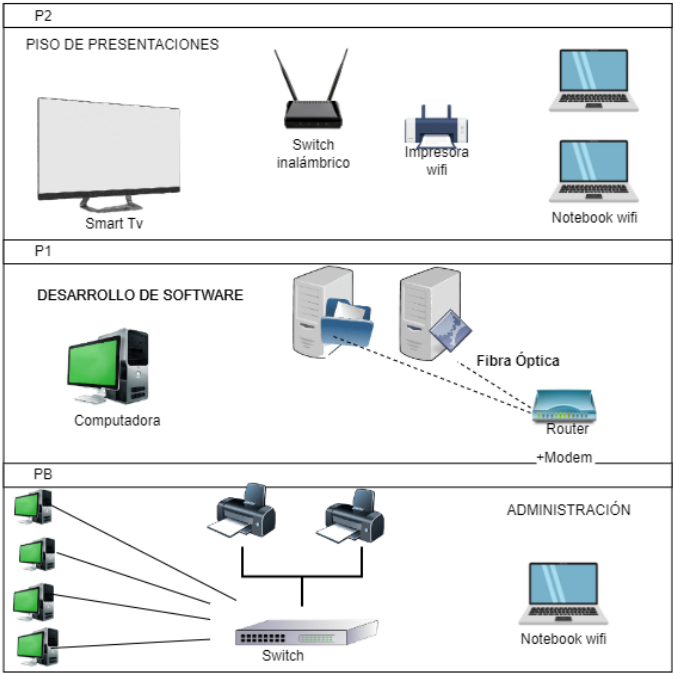 P2
PISO DE PRESENTACIONES
Switch
inalámbrico
Impresora
wifi
Smart Tv
Notebook wifi
P1
DESARROLLO DE SOFTWARE
Fibra Óptica
Computadora
Router
+Modem
PB
ADMINISTRACIÓN
Switch
Notebook wifi